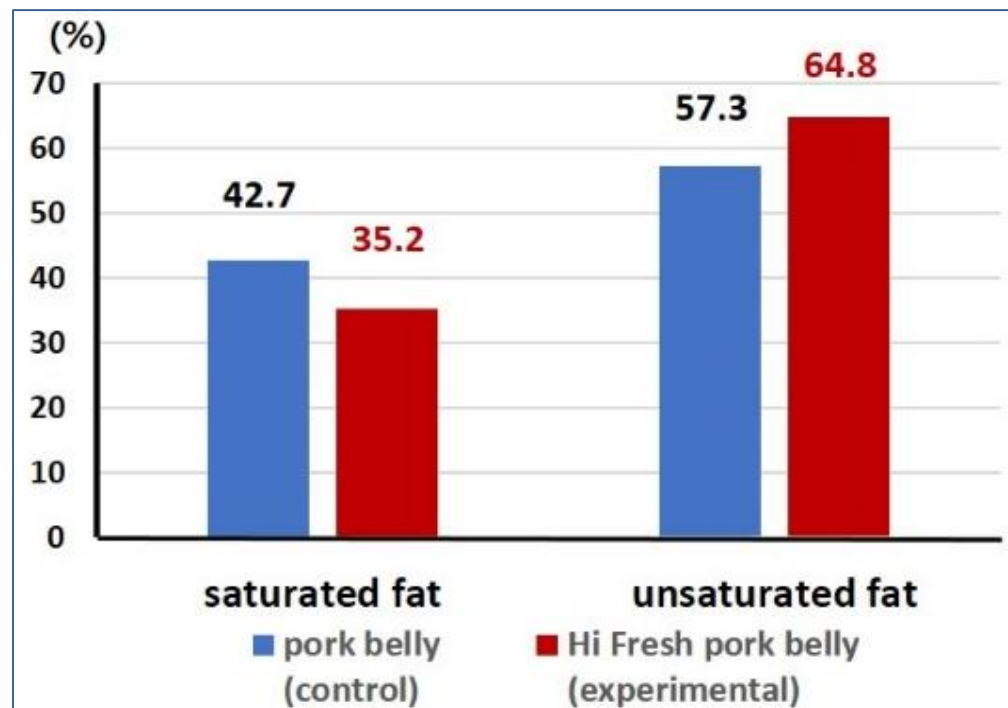 (%)
70
60
50
40
30
20
10
0
42.7
35.2
57.3
64.8
saturated fat
unsaturated fat
pork belly
(control)
Hi Fresh pork belly
(experimental)